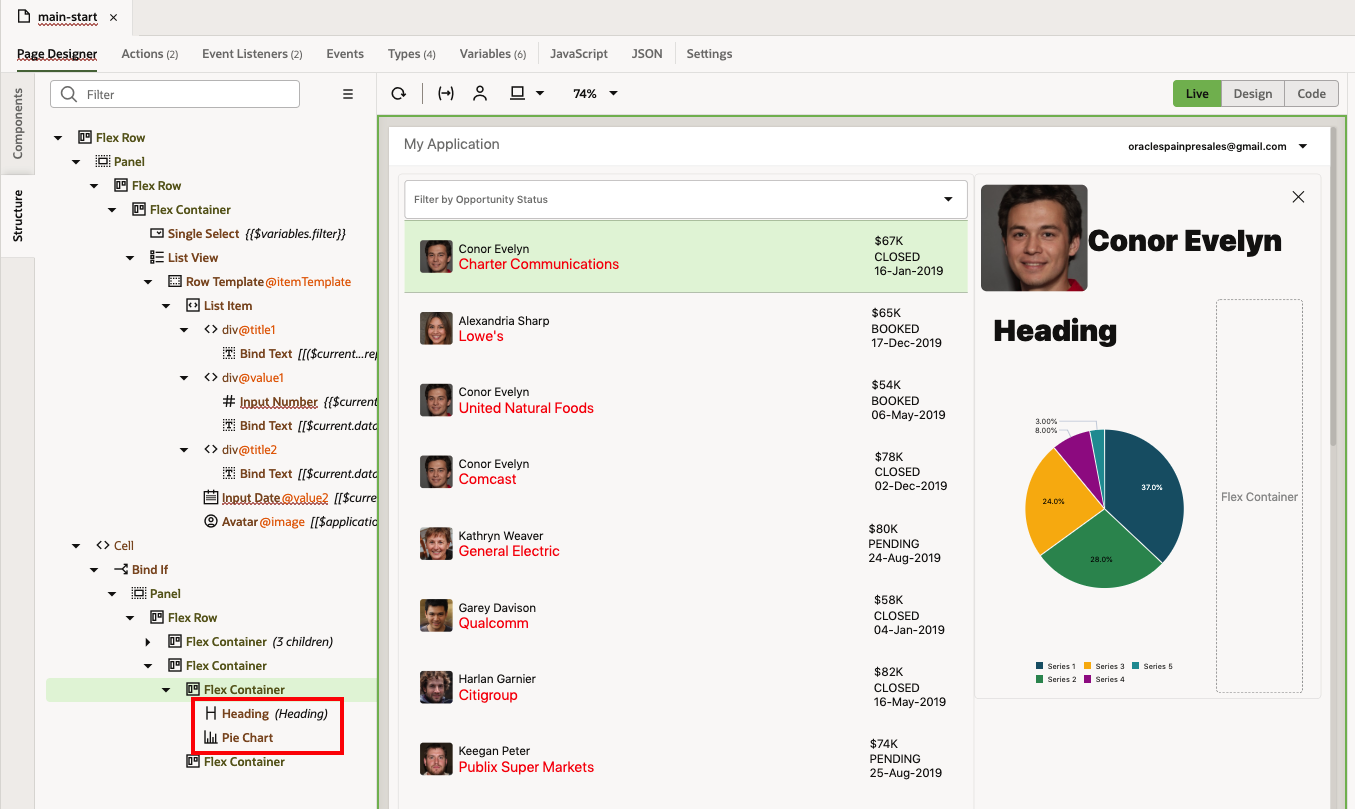 main-start ×
Page Designer Actions (2) Event Listeners (2) Events Types (4) Variables (6) JavaScript JSON Settings
Components
Structure
Filter
74%
Live Design Code
Flex Row
Panel
Flex Row
Flex Container
Single Select {{$variables.filter}}
List View
Row Template@itemTemplate
List Item
div@title1
Bind Text [[($current...re
div@value1
Input Number {{$current
Bind Text [[$current.data
div@title2
Bind Text [[$current.data
Input Date@value2 [[$curre
Avatar@image [[$applicatio
Cell
Bind If
Panel
Flex Row
Flex Container (3 children)
Flex Container
Flex Container
Heading (Heading)
Pie Chart
Flex Container
My Application
oraclespainpresales@gmail.com
Filter by Opportunity Status
Conor Evelyn
Charter Communications
$67K
CLOSED
16-Jan-2019
Alexandria Sharp
Lowe's
$65K
BOOKED
17-Dec-2019
Conor Evelyn
United Natural Foods
$54K
BOOKED
06-May-2019
Conor Evelyn
Comcast
$78K
CLOSED
02-Dec-2019
Kathryn Weaver
General Electric
$80K
PENDING
24-Aug-2019
Garey Davison
Qualcomm
$58K
CLOSED
04-Jan-2019
Harlan Garnier
Citigroup
$82K
CLOSED
16-May-2019
Keegan Peter
Publix Super Markets
$74K
PENDING
25-Aug-2019
Conor Evelyn
Heading
3.00%
8.00%
24.0%
37.0%
28.0%
Series 1 Series 3 Series 5
Series 2 Series 4
Flex Container